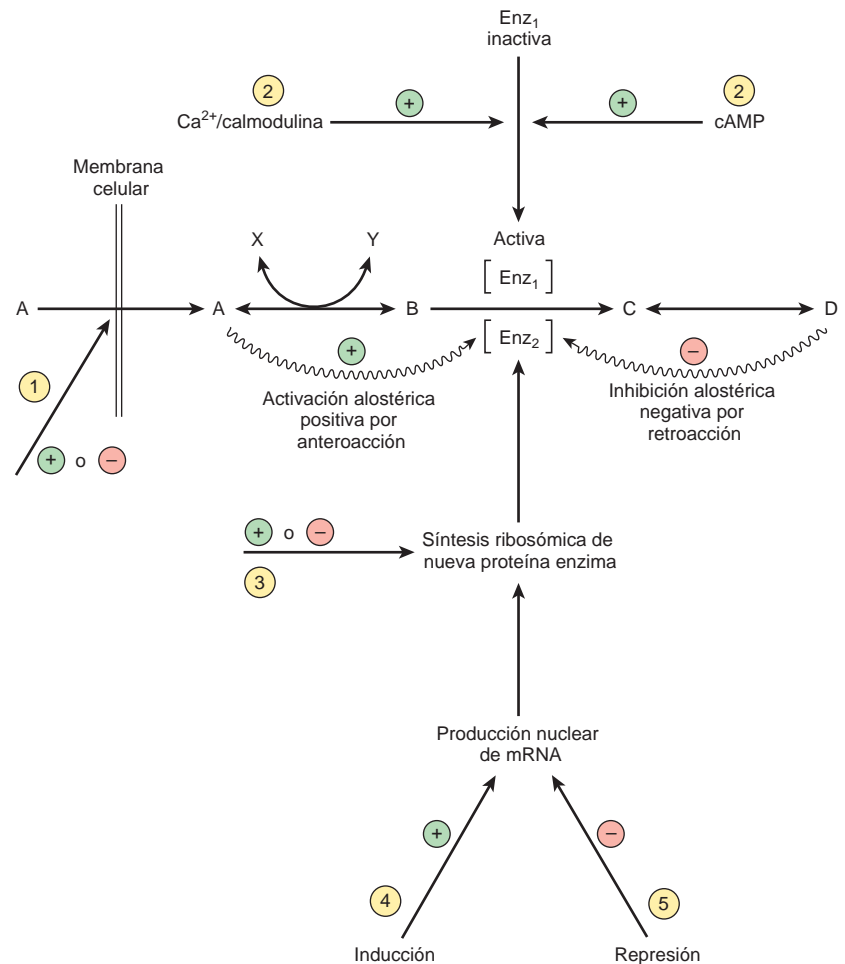 Enz₁
inactiva
2
+
+
2
Ca²⁺/calmodulina
cAMP
Membrana
celular
X
Y
Activa
[ Enz₁ ]
A
A
B
C
D
[ Enz₂ ]
+
−
1
Activación alostérica
positiva por
anteroacción
Inhibición alostérica
negativa por
retroacción
+ o −
+ o −
3
Síntesis ribosómica de
nueva proteína enzima
Producción nuclear
de mRNA
+
−
4
5
Inducción
Represión